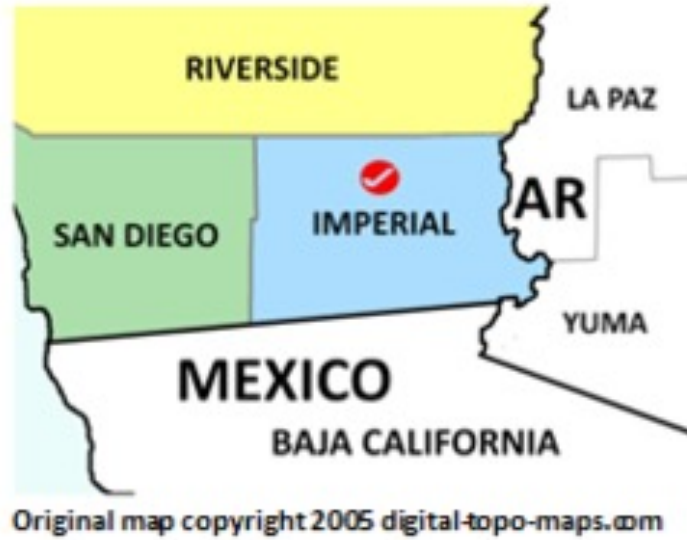 RIVERSIDE
LA PAZ
AR
SAN DIEGO
IMPERIAL
YUMA
MEXICO
BAJA CALIFORNIA
Original map copyright 2005 digital-topo-maps.com